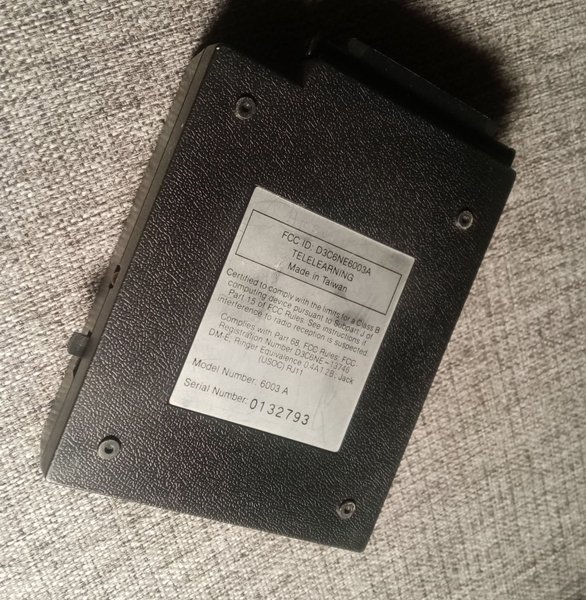 FCC ID: D3C6NE6003A
TELELEARNING
Made in Taiwan
Certified to comply with the limits for a Class B
computing device pursuant to Subpart J of
Part 15 of FCC Rules. See instructions if
interference to radio reception is suspected.
Complies with Part 68, FCC Rules. FCC
Registration Number D3C6NE-13746
DM-E; Ringer Equivalence 0.4A1.2B; Jack
(USOC) RJ11
Model Number: 6003 A
Serial Number: 0132793